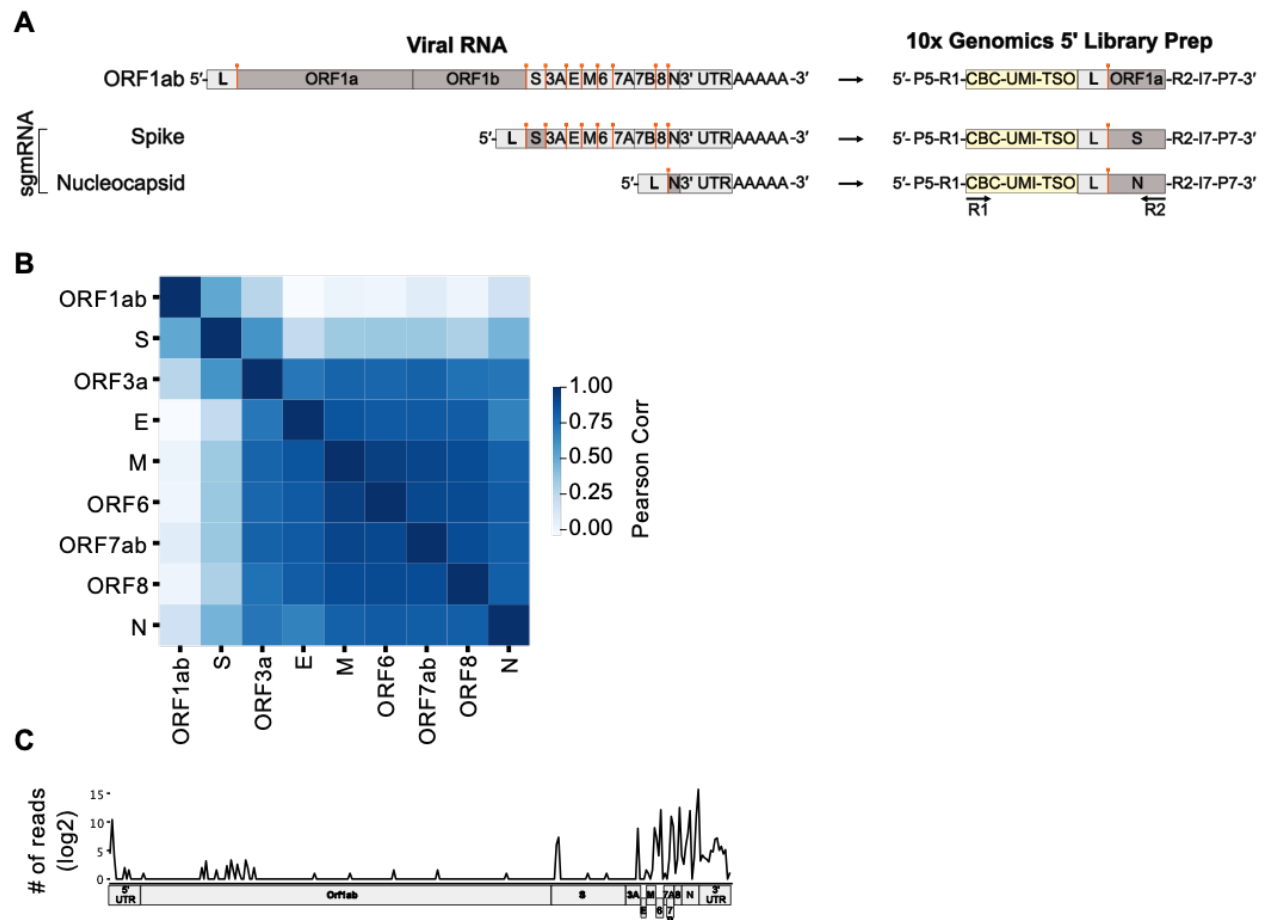 A
Viral RNA
10x Genomics 5' Library Prep
ORF1ab 5'- L ORF1a ORF1b S 3A E M 6 7A 7B 8 N 3' UTR AAAAA -3' 5'- P5-R1- CBC-UMI-TSO L ORF1a -R2-I7-P7-3'
sgmRNA
Spike 5'- L S 3A E M 6 7A 7B 8 N 3' UTR AAAAA -3' 5'- P5-R1- CBC-UMI-TSO L S -R2-I7-P7-3'
Nucleocapsid 5'- L N 3' UTR AAAAA -3' 5'- P5-R1- CBC-UMI-TSO L N -R2-I7-P7-3'
R1 R2
B
ORF1ab
S
ORF3a
E
M
ORF6
ORF7ab
ORF8
N
ORF1ab S ORF3a E M ORF6 ORF7ab ORF8 N
1.00
0.75
0.50
0.25
0.00
Pearson Corr
C
# of reads
(log2)
15
10
5
0
5'
UTR
Orf1ab S 3A M 7A 8 N
3'
UTR
E 6 7